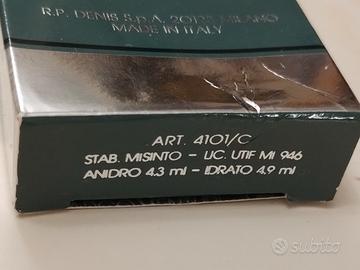 R.P. DENIS S.p.A. 20123 MILANO
MADE IN ITALY
ART. 4101/C
STAB. MISINTO - LIC. UTIF MI 946
ANIDRO 4.3 ml - IDRATO 4.9 ml
subito